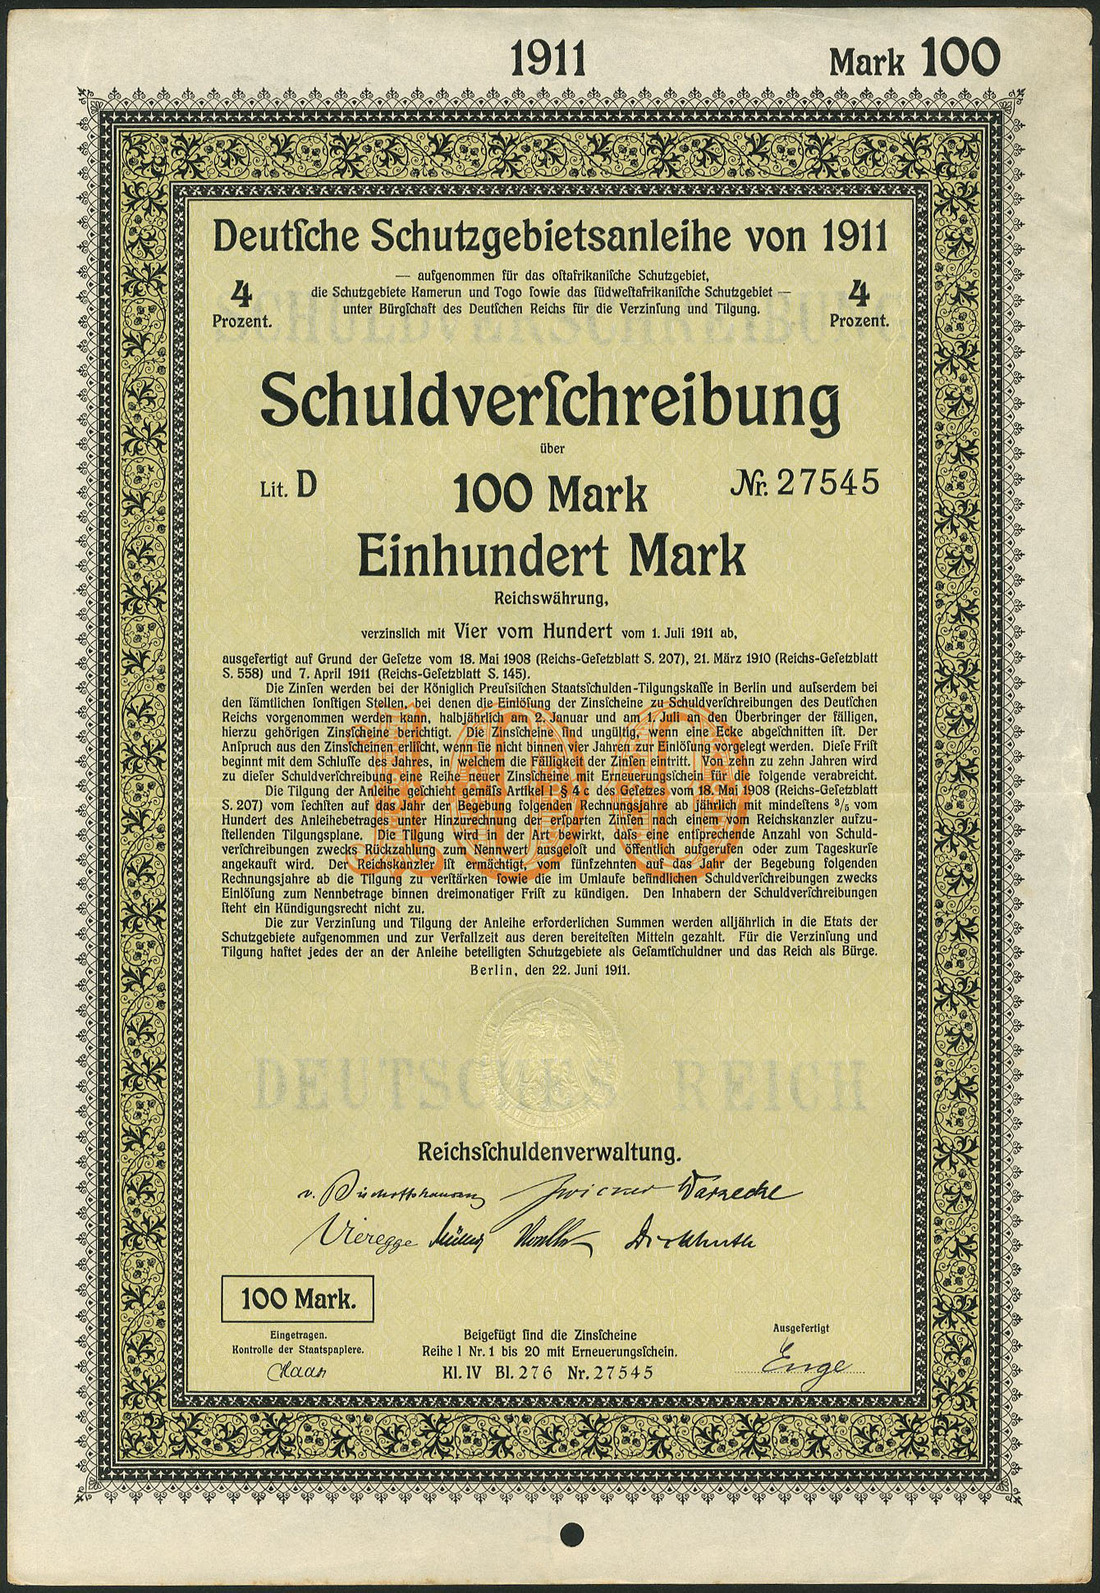 1911
Mark 100
Deutſche Schutzgebietsanleihe von 1911
— aufgenommen für das oſtafrikaniſche Schutzgebiet,
die Schutzgebiete Kamerun und Togo ſowie das ſüdweſtafrikaniſche Schutzgebiet —
unter Bürgſchaft des Deutſchen Reichs für die Verzinſung und Tilgung.
4
Prozent.
4
Prozent.
SCHULDVERSCHREIBUNG
Schuldverſchreibung
über
Lit. D
100 Mark
Nr. 27545
Einhundert Mark
Reichswährung,
verzinslich mit Vier vom Hundert vom 1. Juli 1911 ab,
ausgefertigt auf Grund der Geſetze vom 18. Mai 1908 (Reichs-Geſetzblatt S. 207), 21. März 1910 (Reichs-Geſetzblatt
S. 558) und 7. April 1911 (Reichs-Geſetzblatt S. 145).
Die Zinſen werden bei der Königlich Preuſsiſchen Staatsſchulden-Tilgungskaſſe in Berlin und auſserdem bei
den ſämtlichen ſonſtigen Stellen, bei denen die Einlöſung der Zinsſcheine zu Schuldverſchreibungen des Deutſchen
Reichs vorgenommen werden kann, halbjährlich am 2. Januar und am 1. Juli an den Überbringer der fälligen,
hierzu gehörigen Zinsſcheine berichtigt. Die Zinsſcheine ſind ungültig, wenn eine Ecke abgeſchnitten iſt. Der
Anſpruch aus den Zinsſcheinen erliſcht, wenn ſie nicht binnen vier Jahren zur Einlöſung vorgelegt werden. Dieſe Friſt
beginnt mit dem Schluſſe des Jahres, in welchem die Fälligkeit der Zinſen eintritt. Von zehn zu zehn Jahren wird
zu dieſer Schuldverſchreibung eine Reihe neuer Zinsſcheine mit Erneuerungsſchein für die folgende verabreicht.
Die Tilgung der Anleihe geſchieht gemäſs Artikel I § 4 c des Geſetzes vom 18. Mai 1908 (Reichs-Geſetzblatt
S. 207) vom ſechſten auf das Jahr der Begebung folgenden Rechnungsjahre ab jährlich mit mindeſtens 3/5 vom
Hundert des Anleihebetrages unter Hinzurechnung der erſparten Zinſen nach einem vom Reichskanzler aufzu-
ſtellenden Tilgungsplane. Die Tilgung wird in der Art bewirkt, daſs eine entſprechende Anzahl von Schuld-
verſchreibungen zwecks Rückzahlung zum Nennwert ausgeloſt und öffentlich aufgerufen oder zum Tageskurſe
angekauft wird. Der Reichskanzler iſt ermächtigt, vom fünfzehnten auf das Jahr der Begebung folgenden
Rechnungsjahre ab die Tilgung zu verſtärken ſowie die im Umlaufe befindlichen Schuldverſchreibungen zwecks
Einlöſung zum Nennbetrage binnen dreimonatiger Friſt zu kündigen. Den Inhabern der Schuldverſchreibungen
ſteht ein Kündigungsrecht nicht zu.
Die zur Verzinſung und Tilgung der Anleihe erforderlichen Summen werden alljährlich in die Etats der
Schutzgebiete aufgenommen und zur Verfallzeit aus deren bereiteſten Mitteln gezahlt. Für die Verzinſung und
Tilgung haftet jedes der an der Anleihe beteiligten Schutzgebiete als Geſamtſchuldner und das Reich als Bürge.
100
Berlin, den 22. Juni 1911.
DEUTSCHES REICH
Reichsſchuldenverwaltung.
v. Bischoffshausen Zwicker Warnecke
Vieregge Müller Dickhuth
100 Mark.
Eingetragen.
Kontrolle der Staatspapiere.
Haan
Beigefügt ſind die Zinsſcheine
Reihe I Nr. 1 bis 20 mit Erneuerungsſchein.
Kl. IV Bl. 276 Nr. 27545
Ausgefertigt
Enge